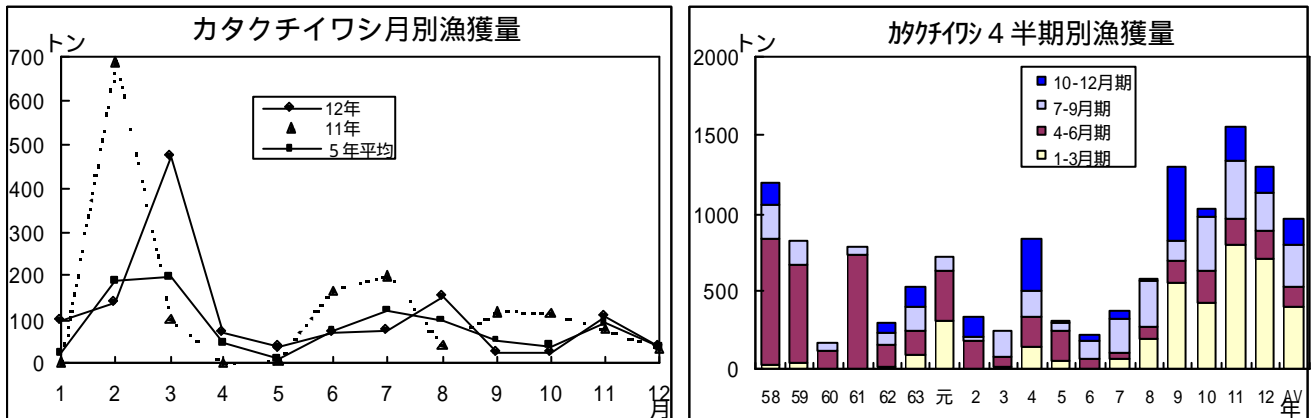 カタクチイワシ月別漁獲量
トン
700
600
500
400
300
200
100
0
12年
11年
5年平均
1 2 3 4 5 6 7 8 9 10 11 12
月
カタクチイワシ4半期別漁獲量
トン
2000
1500
1000
500
0
10-12月期
7-9月期
4-6月期
1-3月期
58 59 60 61 62 63 元 2 3 4 5 6 7 8 9 10 11 12 AV
年